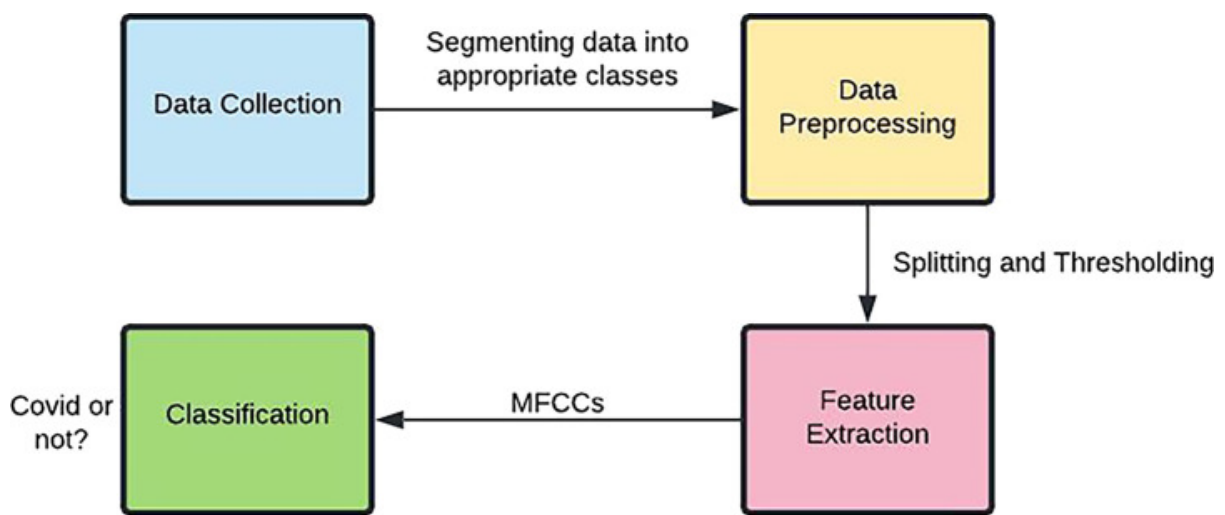 Data Collection
Segmenting data into
appropriate classes
Data
Preprocessing
Splitting and Thresholding
Feature
Extraction
MFCCs
Classification
Covid or
not?